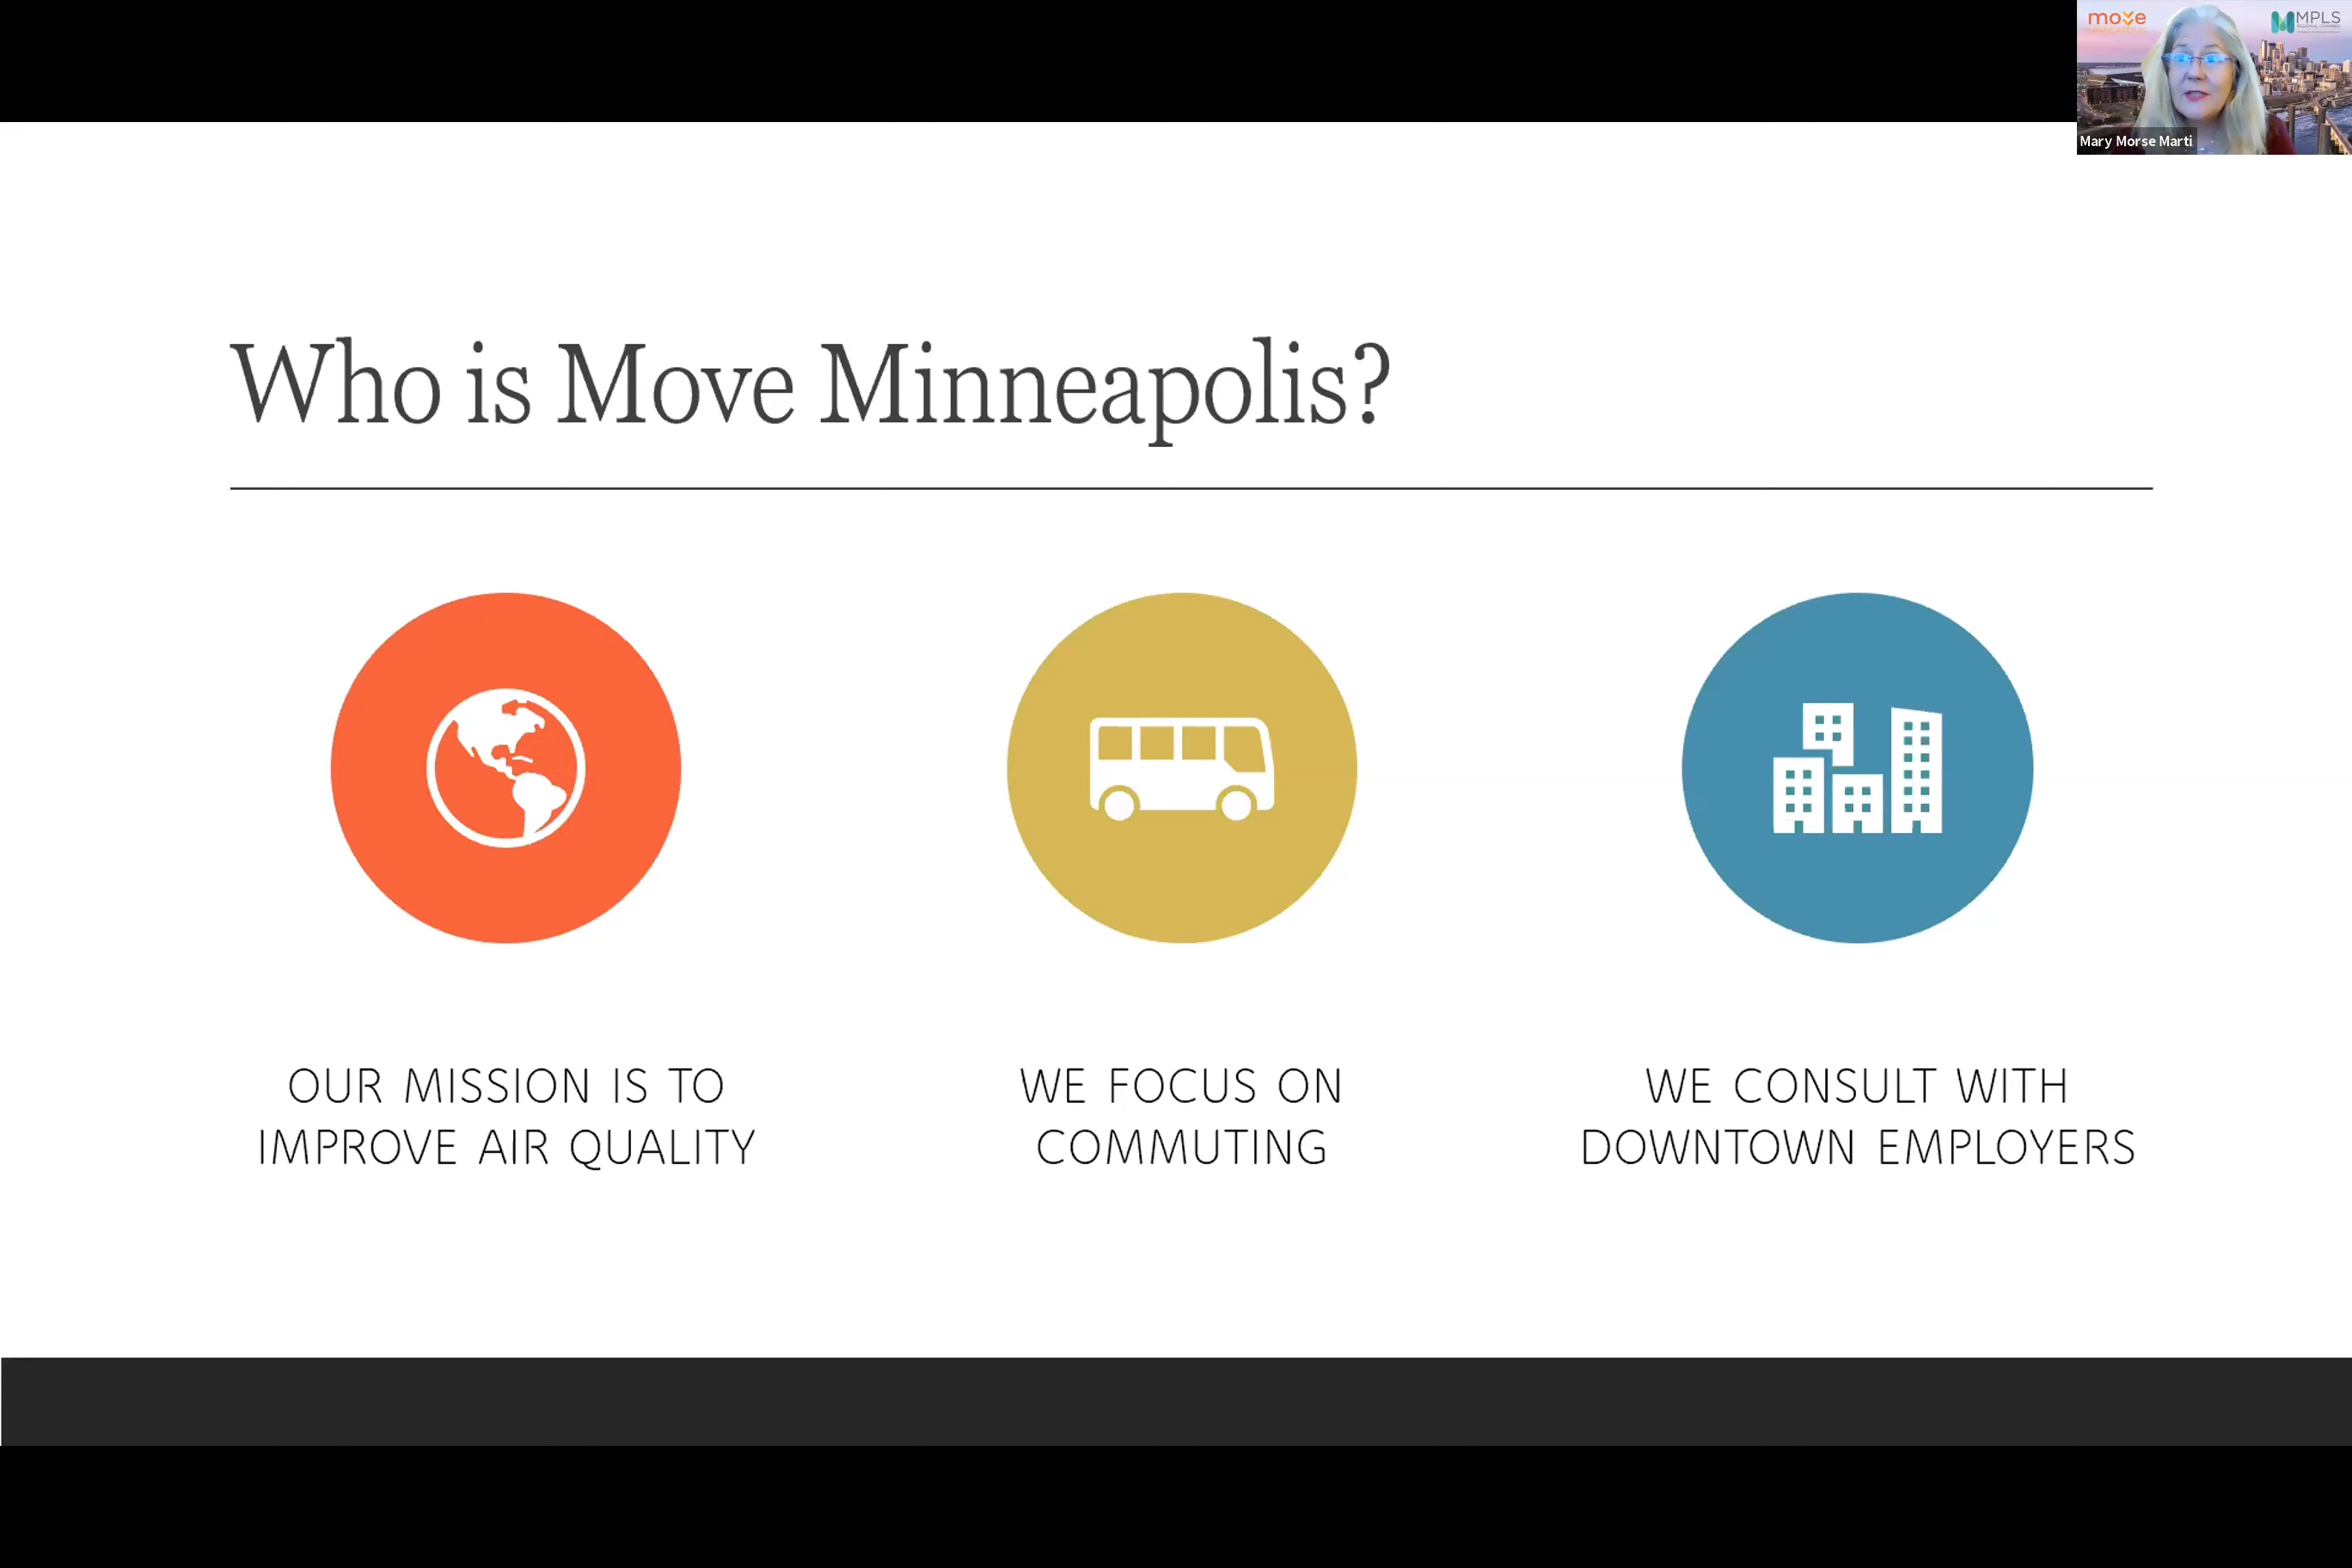 move
MPLS
Mary Morse Marti
Who is Move Minneapolis?
OUR MISSION IS TO
IMPROVE AIR QUALITY
WE FOCUS ON
COMMUTING
WE CONSULT WITH
DOWNTOWN EMPLOYERS